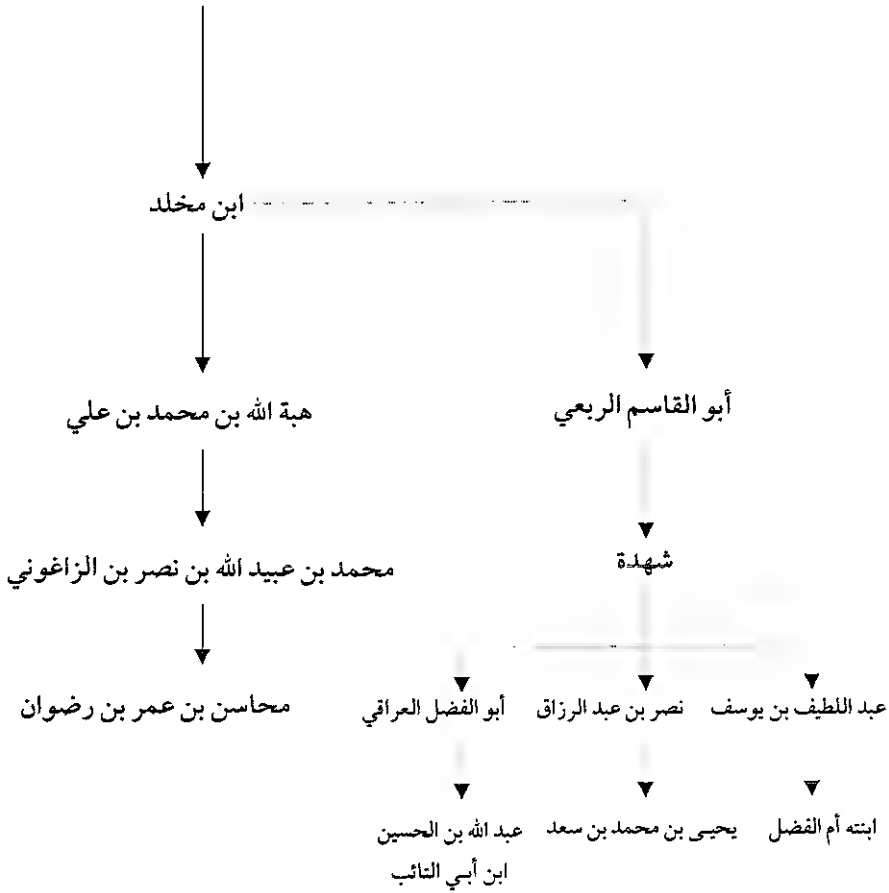 ابن مخلد
أبو القاسم الربعي
هبة الله بن محمد بن علي
شهدة
محمد بن عبيد الله بن نصر بن الزاغوني
عبد اللطيف بن يوسف
نصر بن عبد الرزاق
أبو الفضل العراقي
محاسن بن عمر بن رضوان
ابنته أم الفضل
يحيى بن محمد بن سعد
عبد الله بن الحسين
ابن أبي التائب